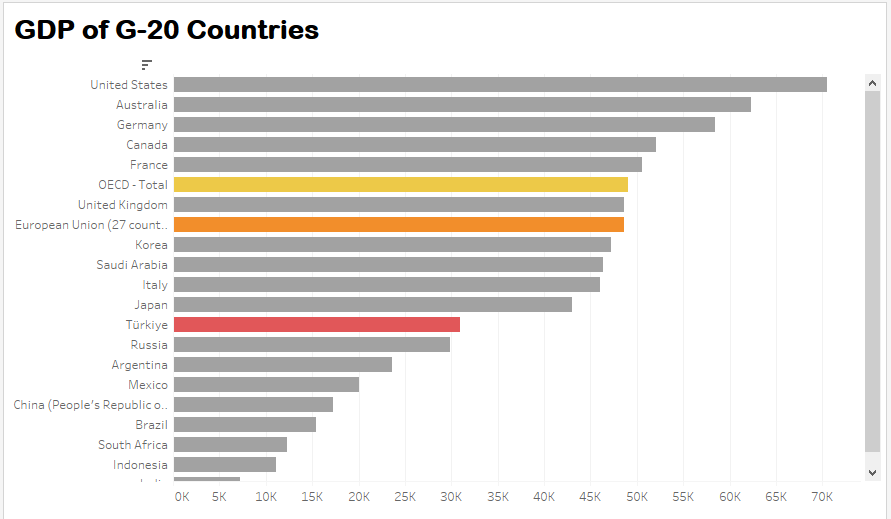 GDP of G-20 Countries
United States
Australia
Germany
Canada
France
OECD - Total
United Kingdom
European Union (27 count..
Korea
Saudi Arabia
Italy
Japan
Türkiye
Russia
Argentina
Mexico
China (People's Republic o..
Brazil
South Africa
Indonesia
0K 5K 10K 15K 20K 25K 30K 35K 40K 45K 50K 55K 60K 65K 70K